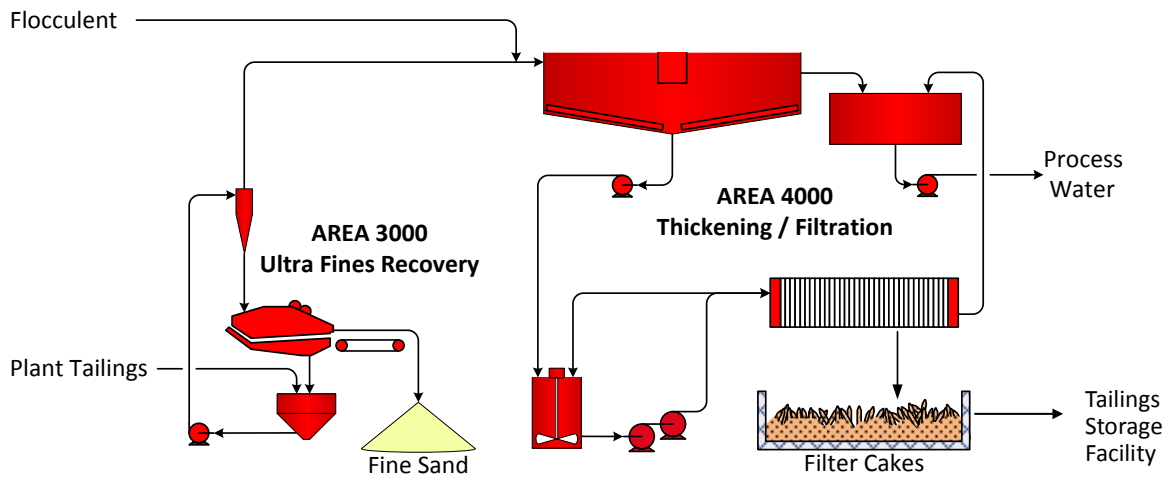 Flocculent
Process
Water
AREA 4000
Thickening / Filtration
AREA 3000
Ultra Fines Recovery
Plant Tailings
Fine Sand
Filter Cakes
Tailings
Storage
Facility